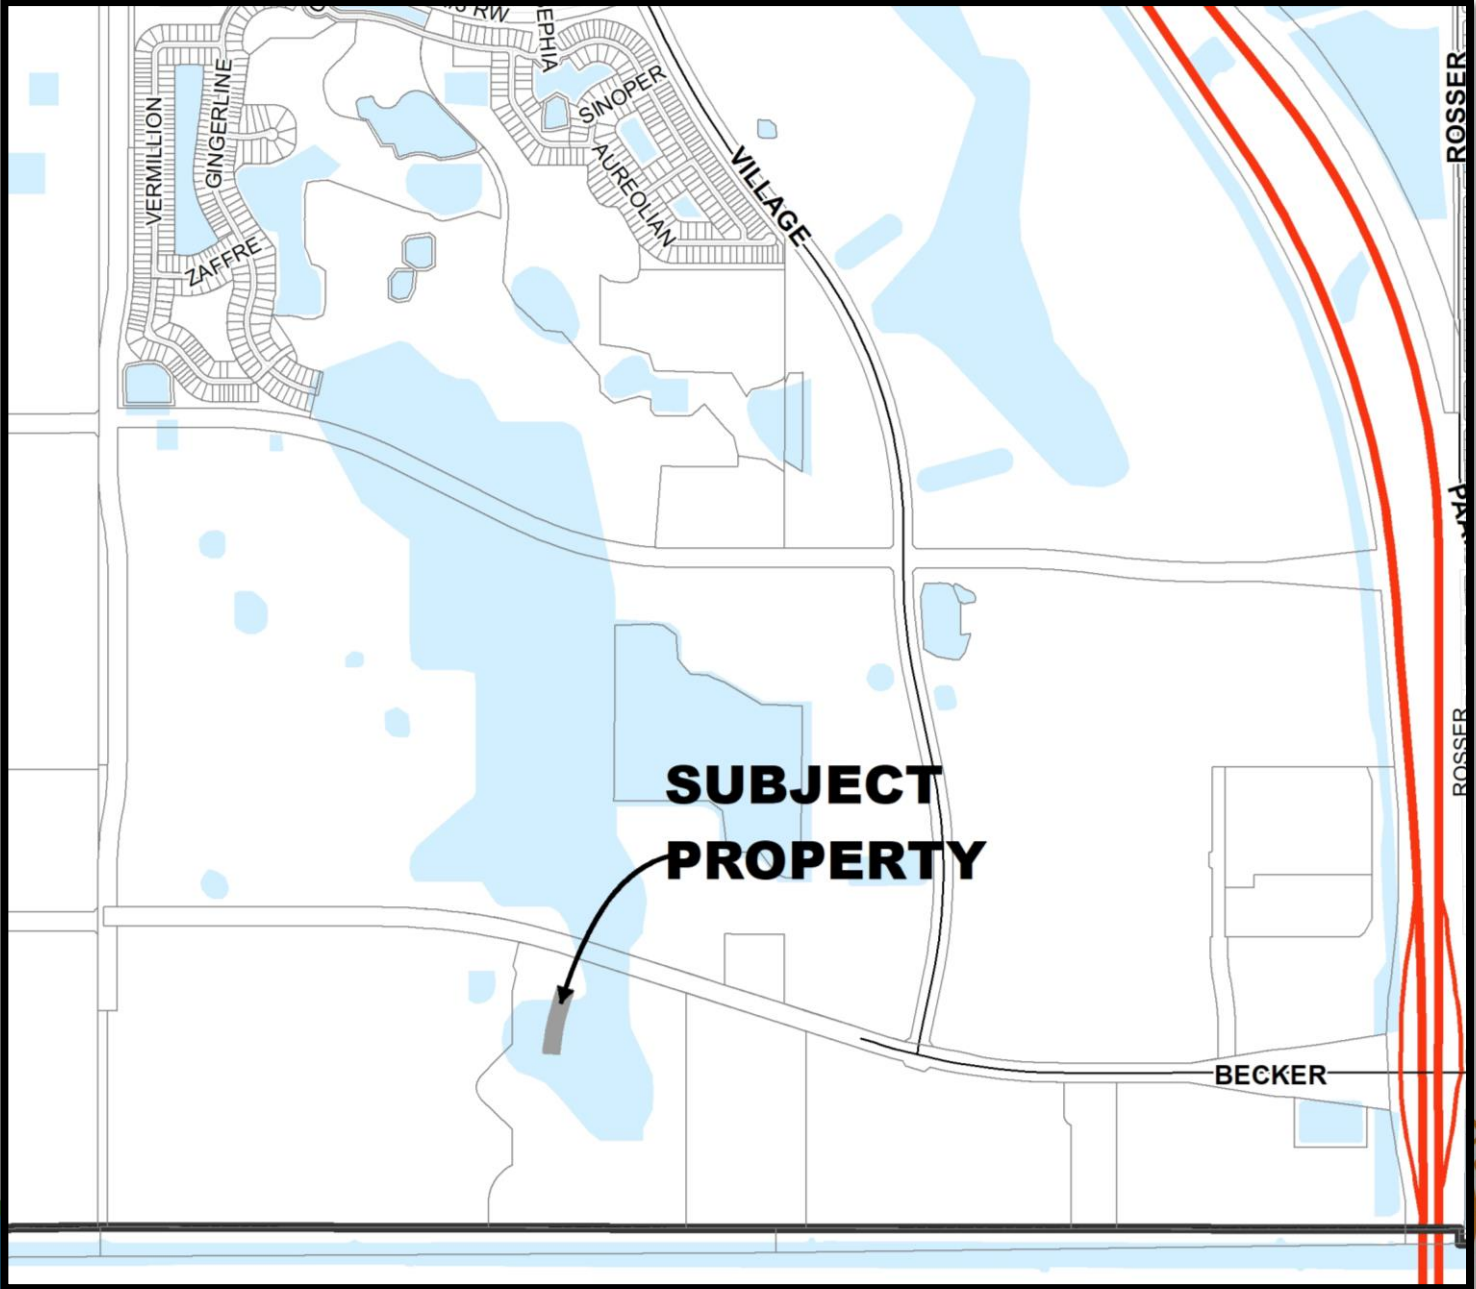 RW
EPHIA
SINOPER
ROSSER
VERMILLION
GINGERLINE
AUREOLIAN
VILLAGE
ZAFFRE
ROSSER
SUBJECT
PROPERTY
BECKER